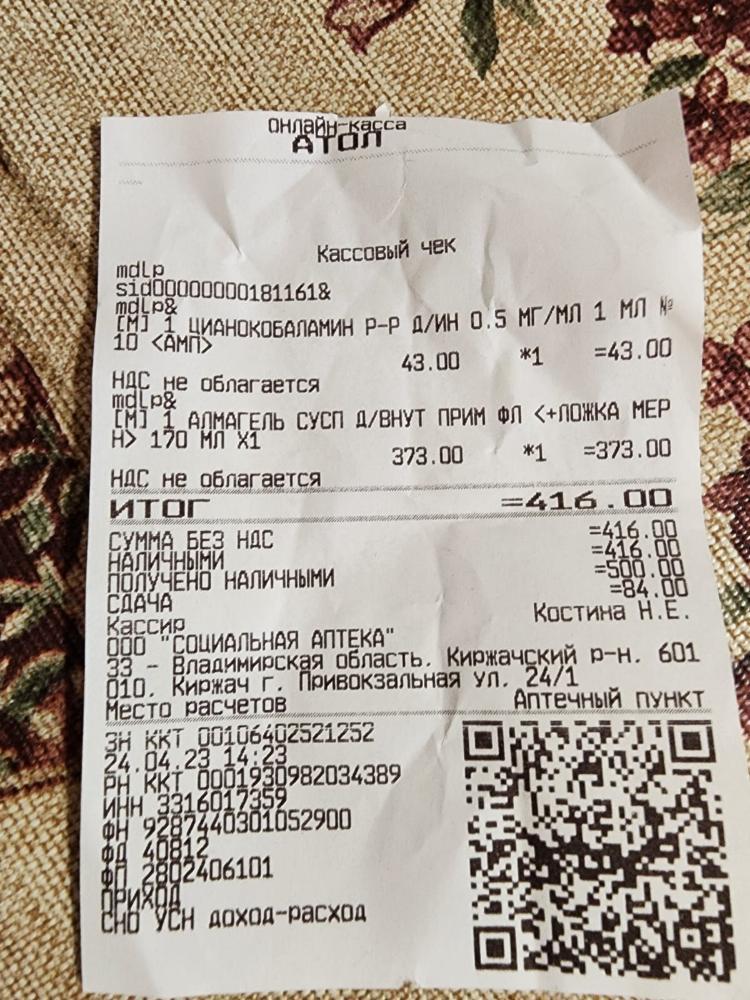 ОНЛАЙН-касса
АТОЛ
Кассовый чек
mdlp
sid00000000181161&
mdlp&
[М] 1 ЦИАНОКОБАЛАМИН Р-Р Д/ИН 0.5 МГ/МЛ 1 МЛ №
10 <АМП>
43.00 *1 =43.00
НДС не облагается
mdlp&
[М] 1 АЛМАГЕЛЬ СУСП Д/ВНУТ ПРИМ ФЛ <+ЛОЖКА МЕР
Н> 170 МЛ X1
373.00 *1 =373.00
НДС не облагается
ИТОГ =416.00
СУММА БЕЗ НДС =416.00
НАЛИЧНЫМИ =416.00
ПОЛУЧЕНО НАЛИЧНЫМИ =500.00
СДАЧА =84.00
Кассир Костина Н.Е.
ООО "СОЦИАЛЬНАЯ АПТЕКА"
33 - Владимирская область, Киржачский р-н, 601
010, Киржач г, Привокзальная ул, 24/1
Место расчетов Аптечный пункт
ЗН ККТ 00106402521252
24.04.23 14:23
РН ККТ 0001930982034389
ИНН 3316017359
ФН 9287440301052900
ФД 40812
ФП 2802406101
ПРИХОД
СНО УСН доход-расход